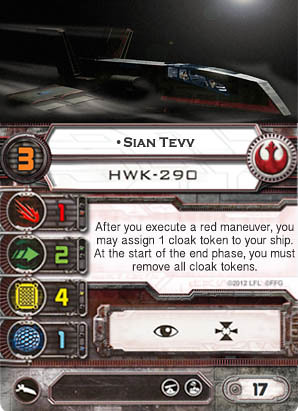 • Sian Tevv
3
HWK-290
1
After you execute a red maneuver, you
may assign 1 cloak token to your ship.
2
At the start of the end phase, you must
remove all cloak tokens.
4
©2012 LFL ©FFG
1
17